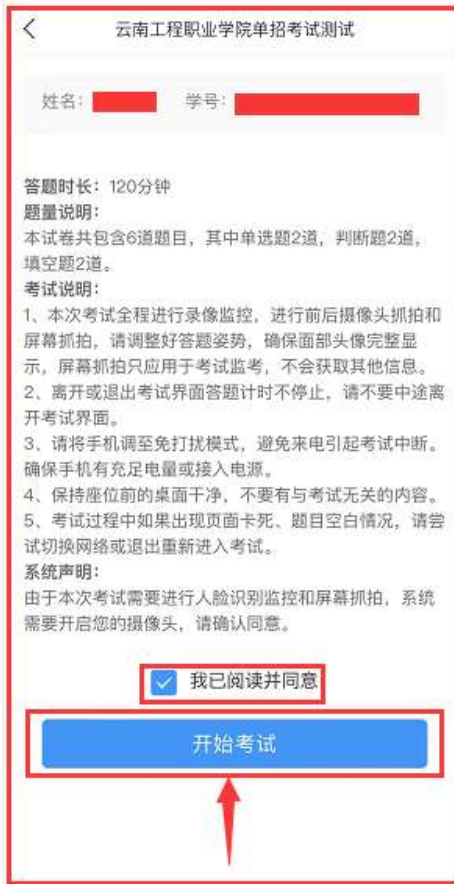 云南工程职业学院单招考试测试
姓名： 学号：
答题时长：120分钟
题量说明：
本试卷共包含6道题目，其中单选题2道，判断题2道，
填空题2道。
考试说明：
1、本次考试全程进行录像监控，进行前后摄像头抓拍和
屏幕抓拍，请调整好答题姿势，确保面部头像完整显
示，屏幕抓拍只应用于考试监考，不会获取其他信息。
2、离开或退出考试界面答题计时不停止，请不要中途离
开考试界面。
3、请将手机调至免打扰模式，避免来电引起考试中断。
确保手机有充足电量或接入电源。
4、保持座位前的桌面干净，不要有与考试无关的内容。
5、考试过程中如果出现页面卡死、题目空白情况，请尝
试切换网络或退出重新进入考试。
系统声明：
由于本次考试需要进行人脸识别监控和屏幕抓拍，系统
需要开启您的摄像头，请确认同意。
我已阅读并同意
开始考试